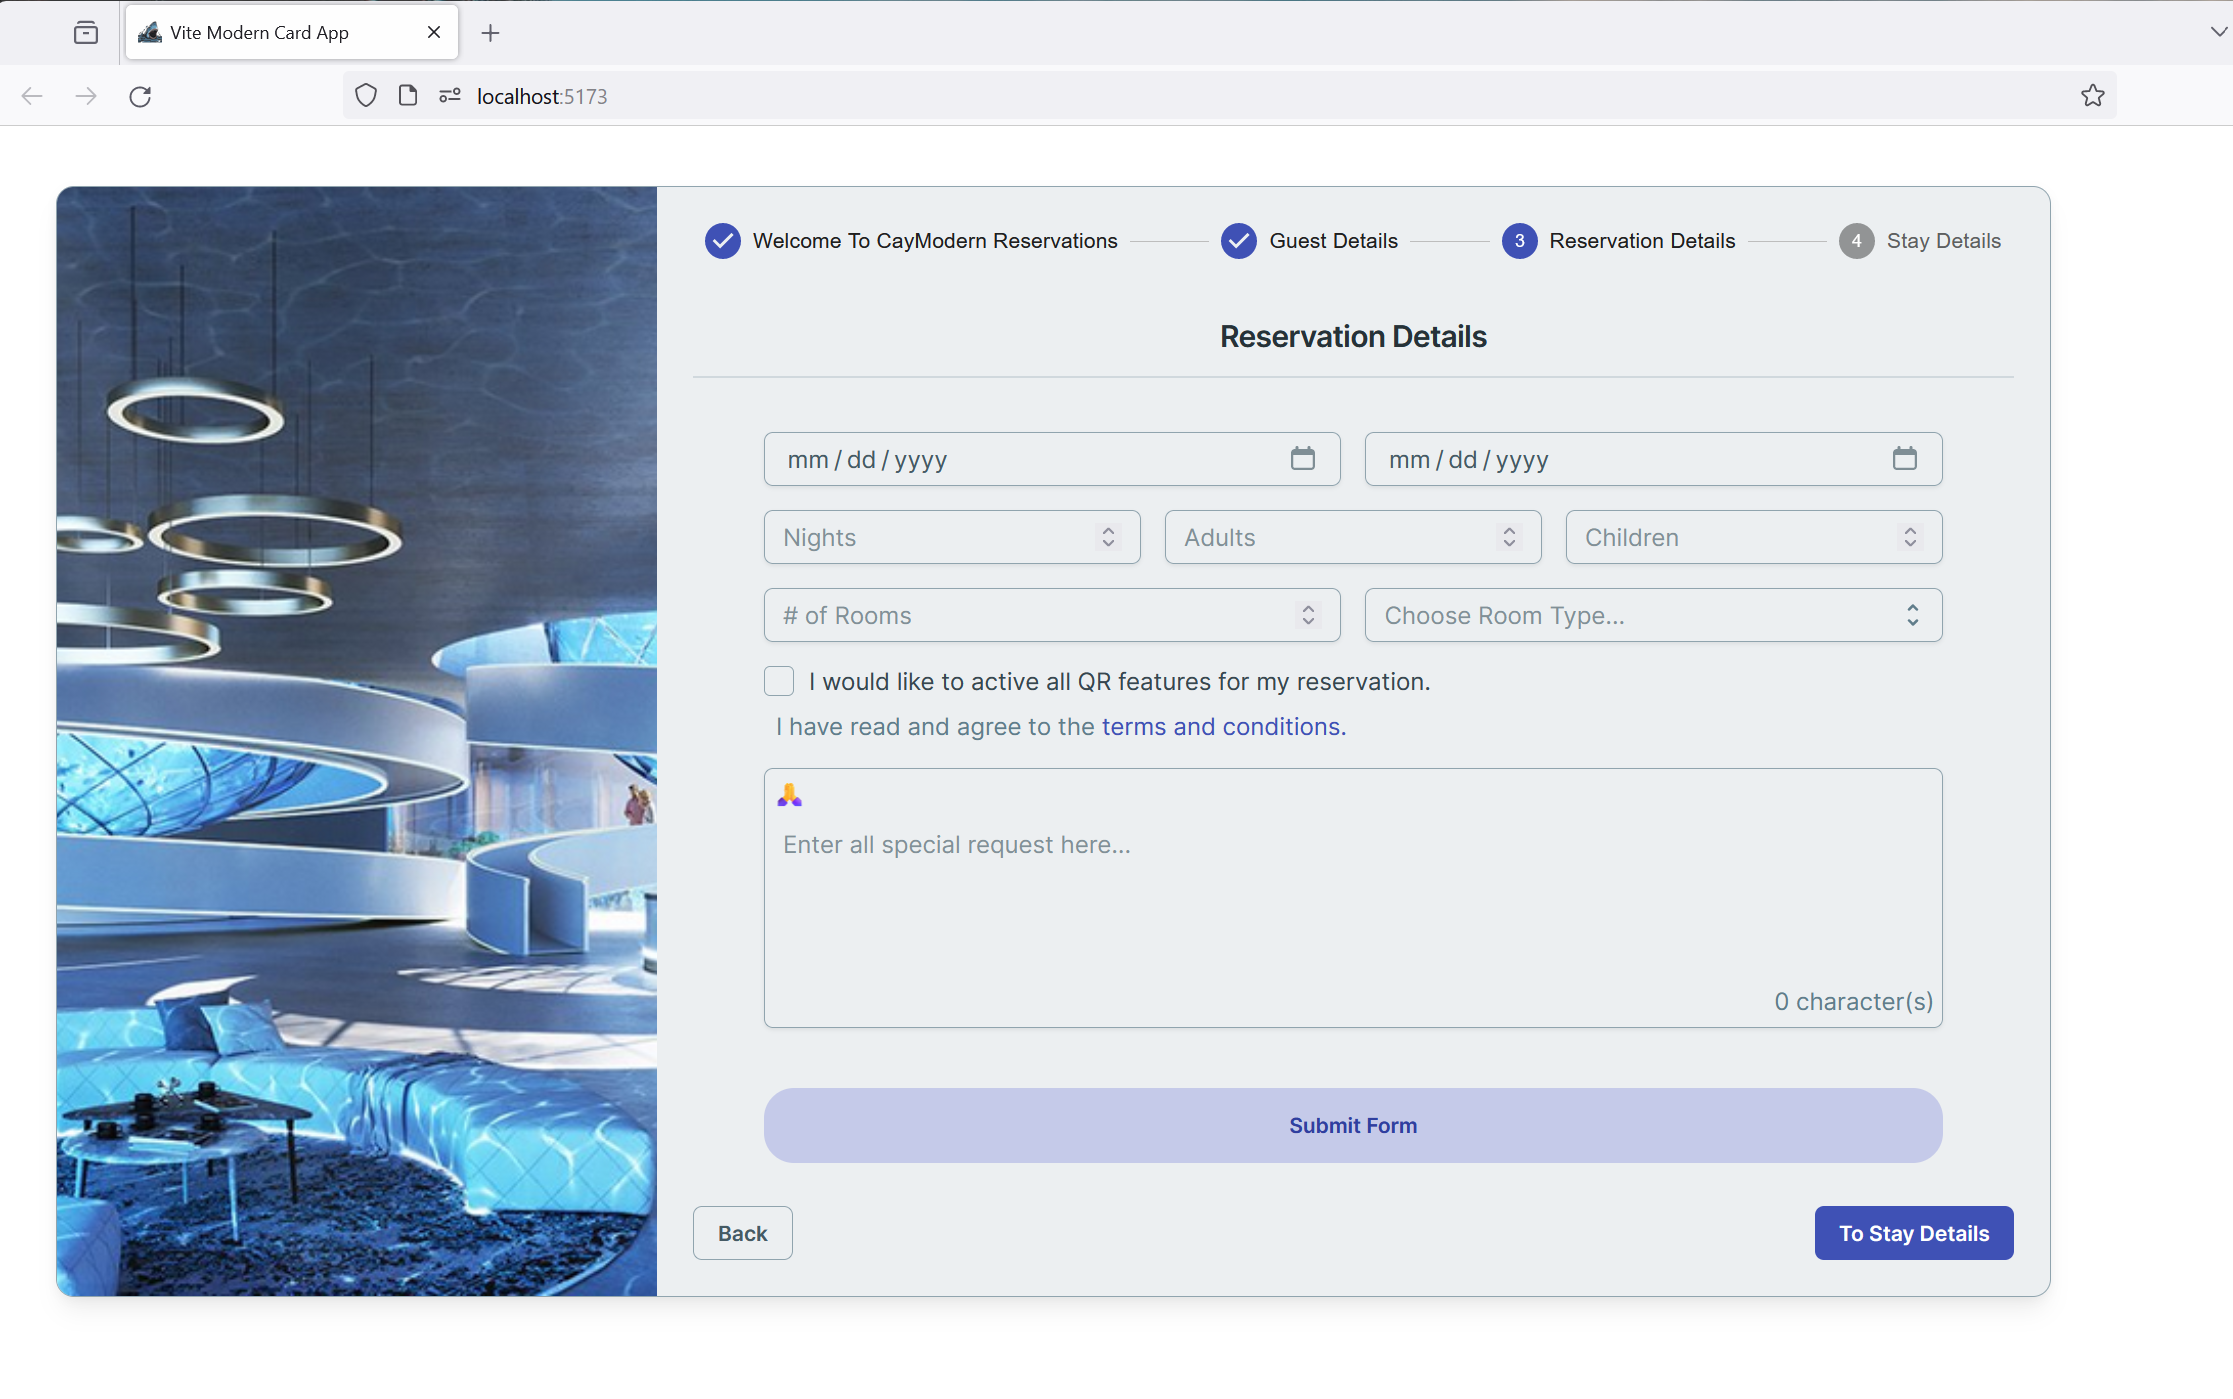 Vite Modern Card App
localhost:5173
Welcome To CayModern Reservations
Guest Details
3 Reservation Details
4 Stay Details
Reservation Details
mm / dd / yyyy
mm / dd / yyyy
Nights
Adults
Children
# of Rooms
Choose Room Type...
I would like to active all QR features for my reservation.
I have read and agree to the terms and conditions.
🙏
Enter all special request here...
0 character(s)
Submit Form
Back
To Stay Details